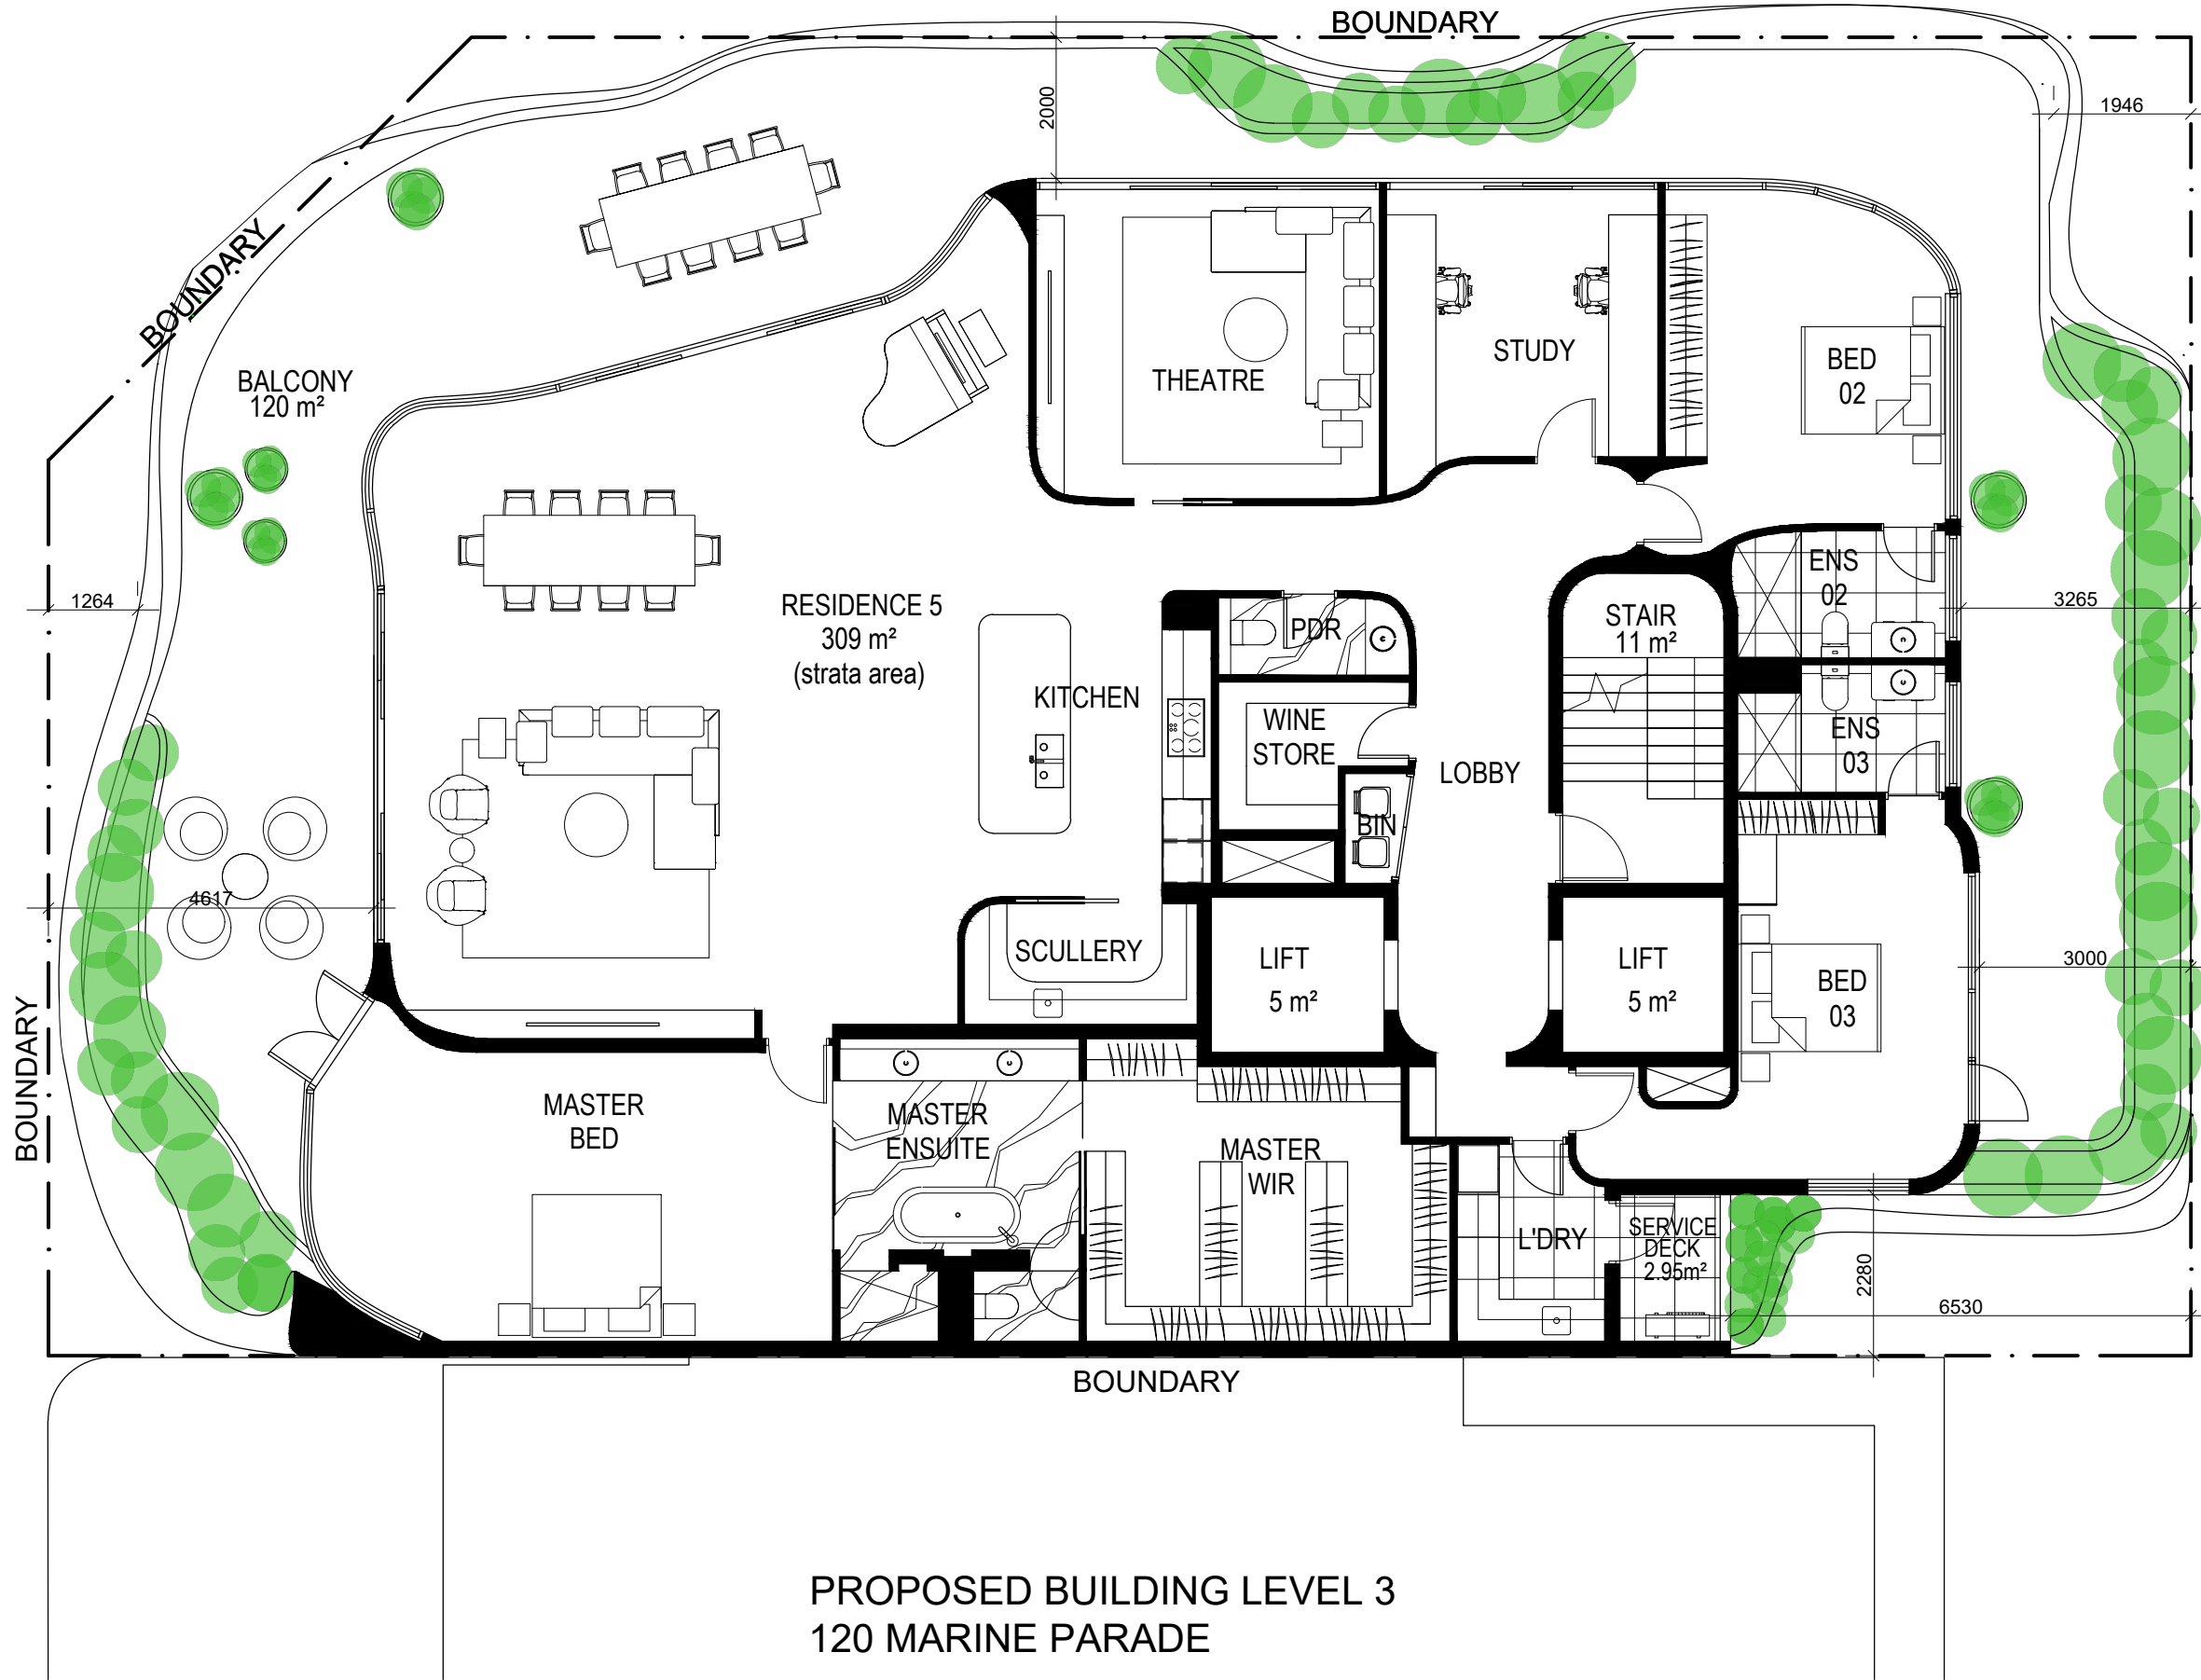 BOUNDARY
2000
1946
BOUNDARY
BALCONY
120 m²
THEATRE
STUDY
BED
02
1264
RESIDENCE 5
309 m²
(strata area)
KITCHEN
PDR
WINE
STORE
BIN
LOBBY
STAIR
11 m²
ENS
02
ENS
03
3265
4617
SCULLERY
LIFT
5 m²
LIFT
5 m²
BED
03
3000
BOUNDARY
MASTER
BED
MASTER
ENSUITE
MASTER
WIR
L'DRY
SERVICE
DECK
2.95m²
2280
6530
BOUNDARY
PROPOSED BUILDING LEVEL 3
120 MARINE PARADE